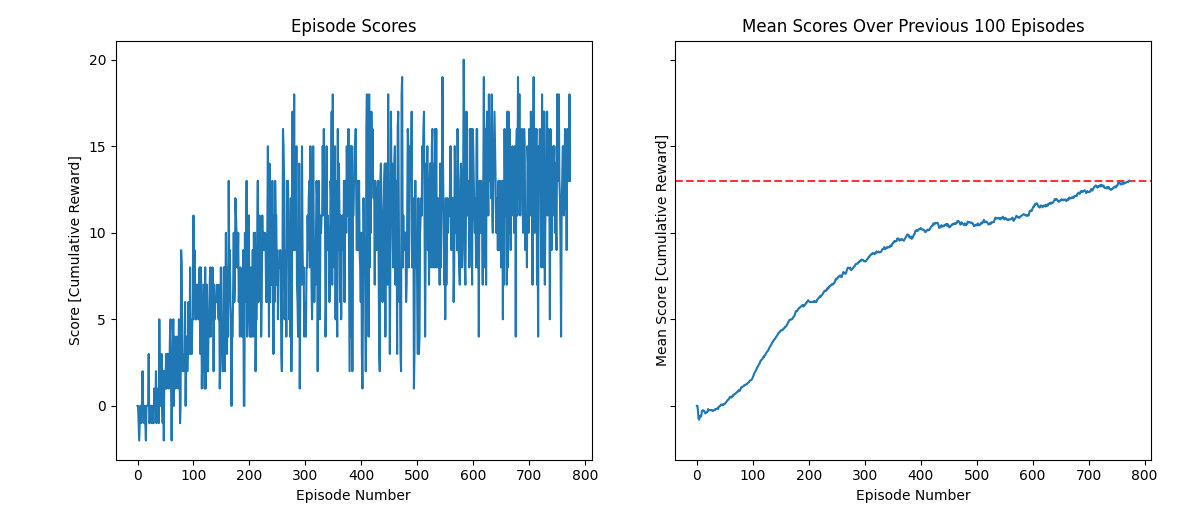 Episode Scores
Score [Cumulative Reward]
20
15
10
5
0
0 100 200 300 400 500 600 700 800
Episode Number
Mean Scores Over Previous 100 Episodes
Mean Score [Cumulative Reward]
0 100 200 300 400 500 600 700 800
Episode Number